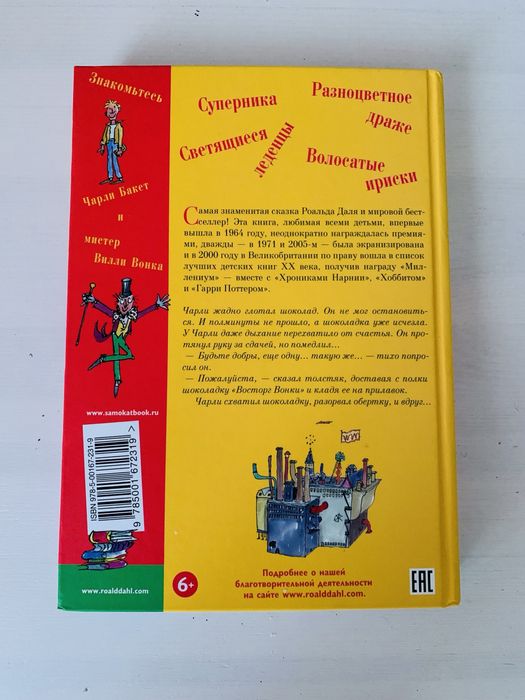 Знакомьтесь
Чарли Бакет
и
мистер
Вилли Вонка
www.samokatbook.ru
ISBN 978-5-00167-231-9
9 785001 672319 >
www.roalddahl.com
Суперника
Разноцветное
драже
Светящиеся
леденцы
Волосатые
ириски
Самая знаменитая сказка Роальда Даля и мировой бест-
селлер! Эта книга, любимая всеми детьми, впервые
вышла в 1964 году, неоднократно награждалась премия-
ми, дважды — в 1971 и 2005-м — была экранизирована
и в 2000 году в Великобритании по праву вошла в список
лучших детских книг XX века, получив награду «Мил-
лениум» — вместе с «Хрониками Нарнии», «Хоббитом»
и «Гарри Поттером».
Чарли жадно глотал шоколад. Он не мог остановить-
ся. И полминуты не прошло, а шоколадка уже исчезла.
У Чарли даже дыхание перехватило от счастья. Он про-
тянул руку за сдачей, но помедлил...
— Будьте добры, еще одну... такую же... — тихо попро-
сил он.
— Пожалуйста, — сказал толстяк, доставая с полки
шоколадку «Восторг Вонки» и кладя ее на прилавок.
Чарли схватил шоколадку, разорвал обертку, и вдруг...
WW
6+
Подробнее о нашей
благотворительной деятельности
на сайте www.roalddahl.com.
EAC